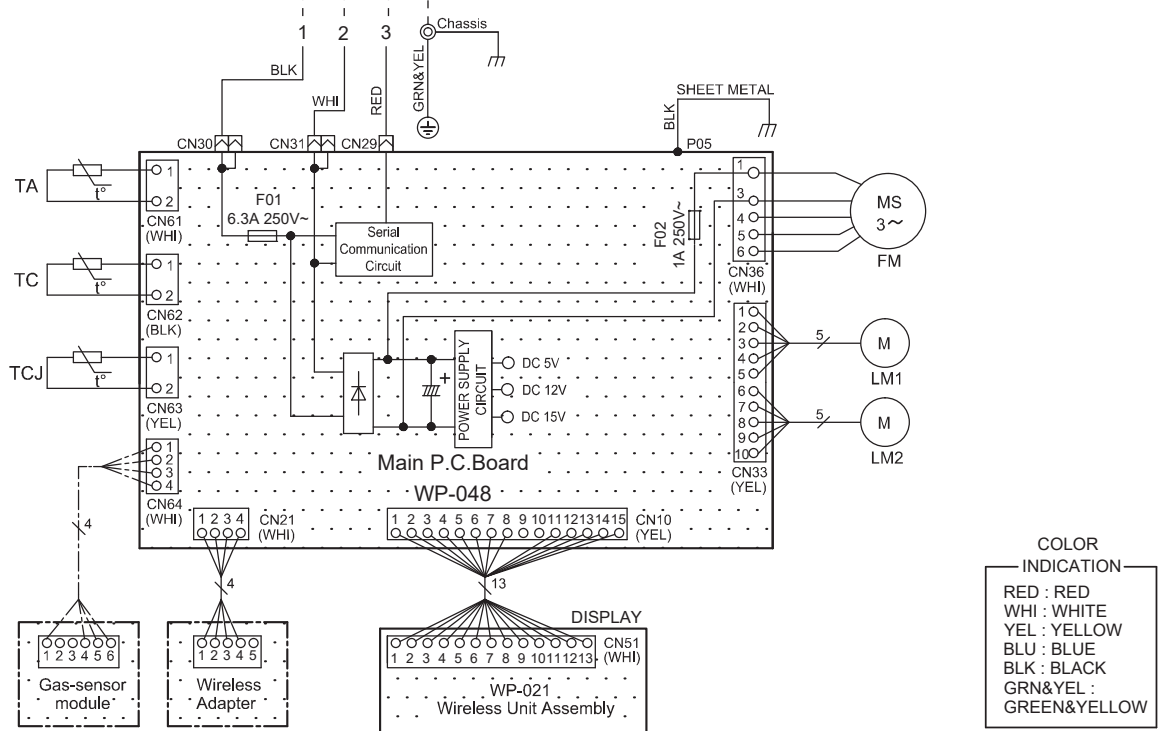 1 2 3
Chassis
BLK
WHI
RED
GRN&YEL
SHEET METAL
BLK
P05
CN30 CN31 CN29
TA
t°
1
2
CN61
(WHI)
F01
6.3A 250V~
Serial
Communication
Circuit
F02
1A 250V~
1
3
4
5
6
CN36
(WHI)
MS
3~
FM
TC
t°
1
2
CN62
(BLK)
TCJ
t°
1
2
CN63
(YEL)
+
POWER SUPPLY
CIRCUIT
DC 5V
DC 12V
DC 15V
1
2
3
4
5
6
7
8
9
10
CN33
(YEL)
5
M
LM1
5
M
LM2
Main P.C.Board
WP-048
1
2
3
4
CN64
(WHI)
4
1 2 3 4
CN21
(WHI)
4
1 2 3 4 5 6 7 8 9 10 11 12 13 14 15
CN10
(YEL)
13
1 2 3 4 5 6
Gas-sensor
module
1 2 3 4 5
Wireless
Adapter
DISPLAY
CN51
(WHI)
1 2 3 4 5 6 7 8 9 10 11 12 13
WP-021
Wireless Unit Assembly
COLOR
INDICATION
RED : RED
WHI : WHITE
YEL : YELLOW
BLU : BLUE
BLK : BLACK
GRN&YEL :
GREEN&YELLOW